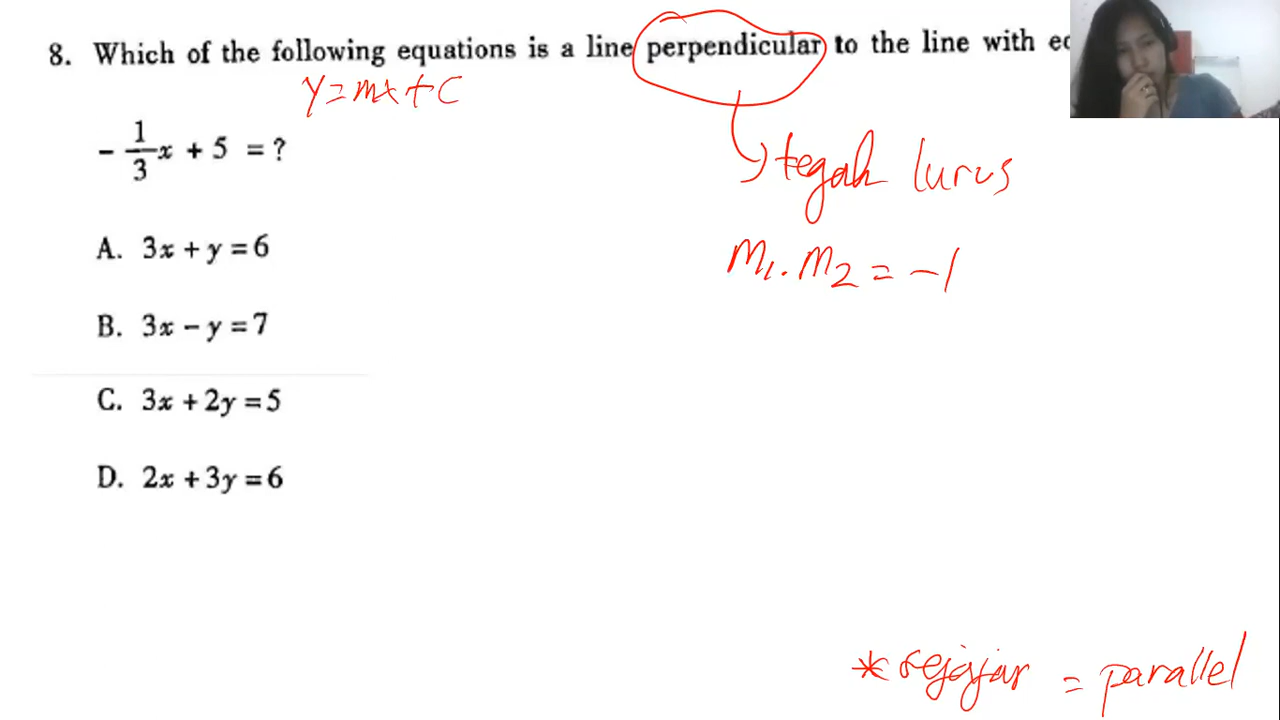 8. Which of the following equations is a line perpendicular to the line with
y = mx + c
- 1/3 x + 5 = ?
tegak lurus
A. 3x + y = 6
m₁ . m₂ = -1
B. 3x - y = 7
C. 3x + 2y = 5
D. 2x + 3y = 6
* sejajar = parallel